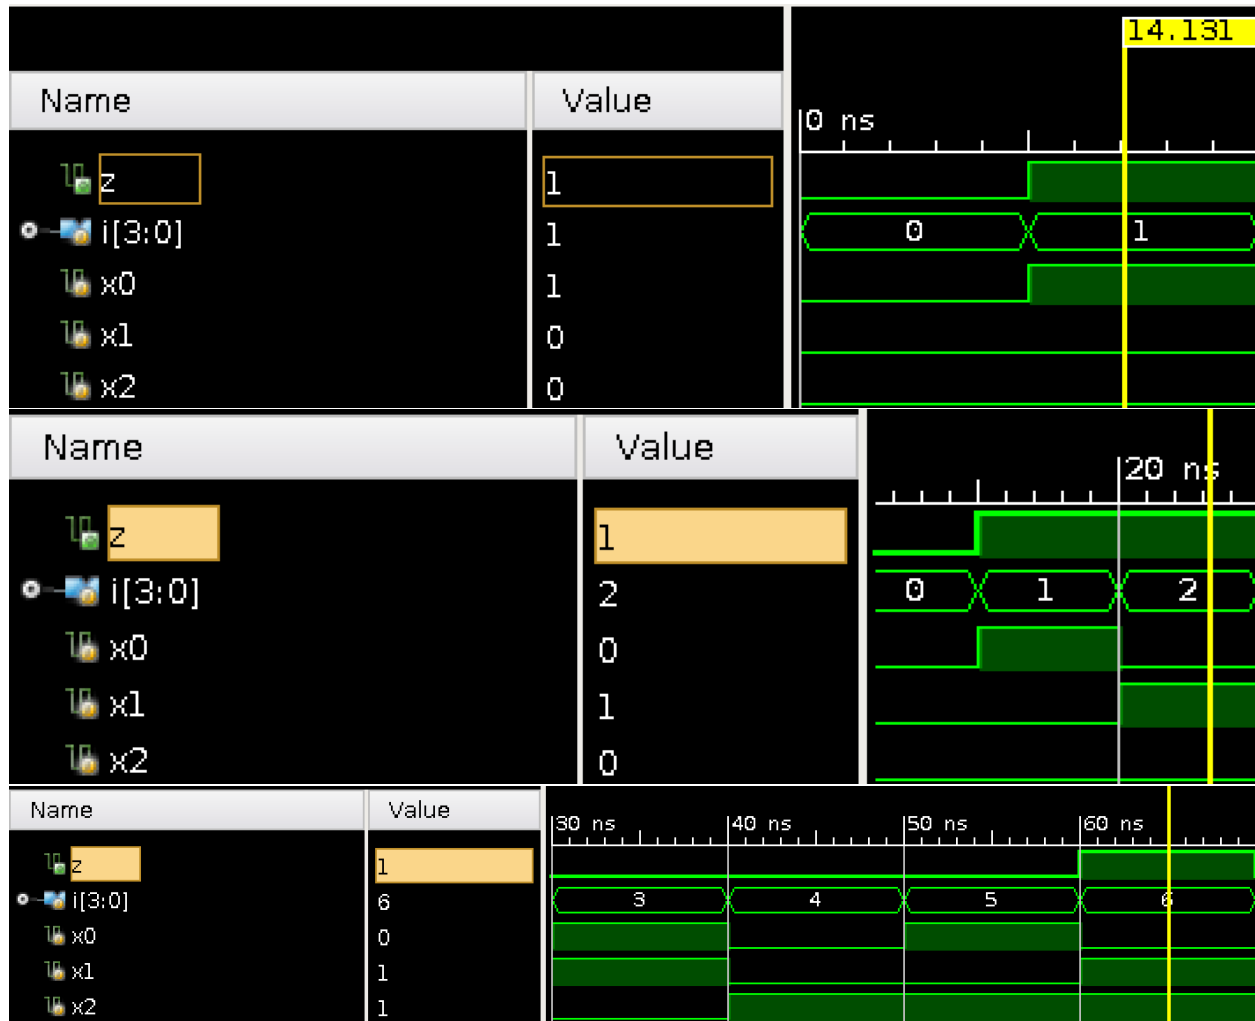 14.131
Name Value
0 ns
z 1
i[3:0] 1 0 1
x0 1
x1 0
x2 0
Name Value
20 ns
z 1
i[3:0] 2 0 1 2
x0 0
x1 1
x2 0
Name Value
30 ns 40 ns 50 ns 60 ns
z 1
i[3:0] 6 3 4 5 6
x0 0
x1 1
x2 1